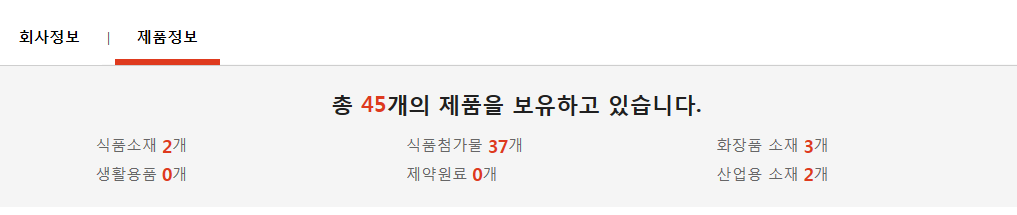 회사정보 | 제품정보
총 45개의 제품을 보유하고 있습니다.
식품소재 2개 식품첨가물 37개 화장품 소재 3개
생활용품 0개 제약원료 0개 산업용 소재 2개